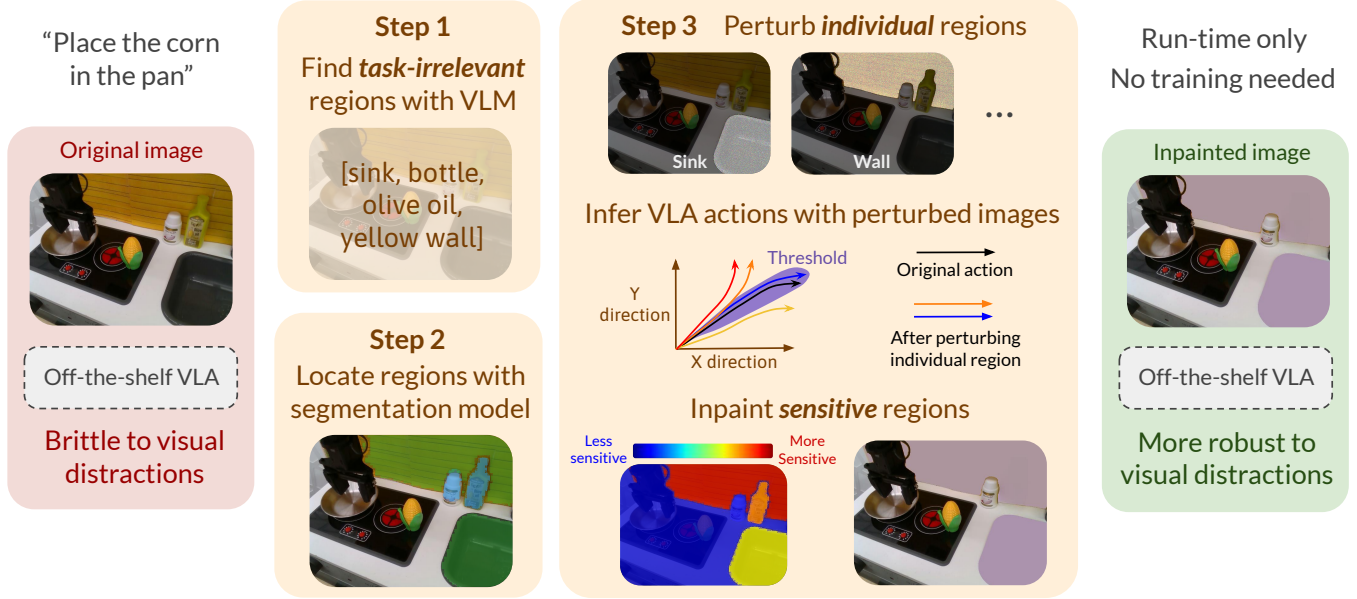 “Place the corn
in the pan”
Original image
Off-the-shelf VLA
Brittle to visual
distractions
Step 1
Find task-irrelevant
regions with VLM
[sink, bottle,
olive oil,
yellow wall]
Step 2
Locate regions with
segmentation model
Step 3 Perturb individual regions
Sink
Wall
...
Infer VLA actions with perturbed images
Y
direction
X direction
Threshold
Original action
After perturbing
individual region
Inpaint sensitive regions
Less
sensitive
More
Sensitive
Run-time only
No training needed
Inpainted image
Off-the-shelf VLA
More robust to
visual distractions